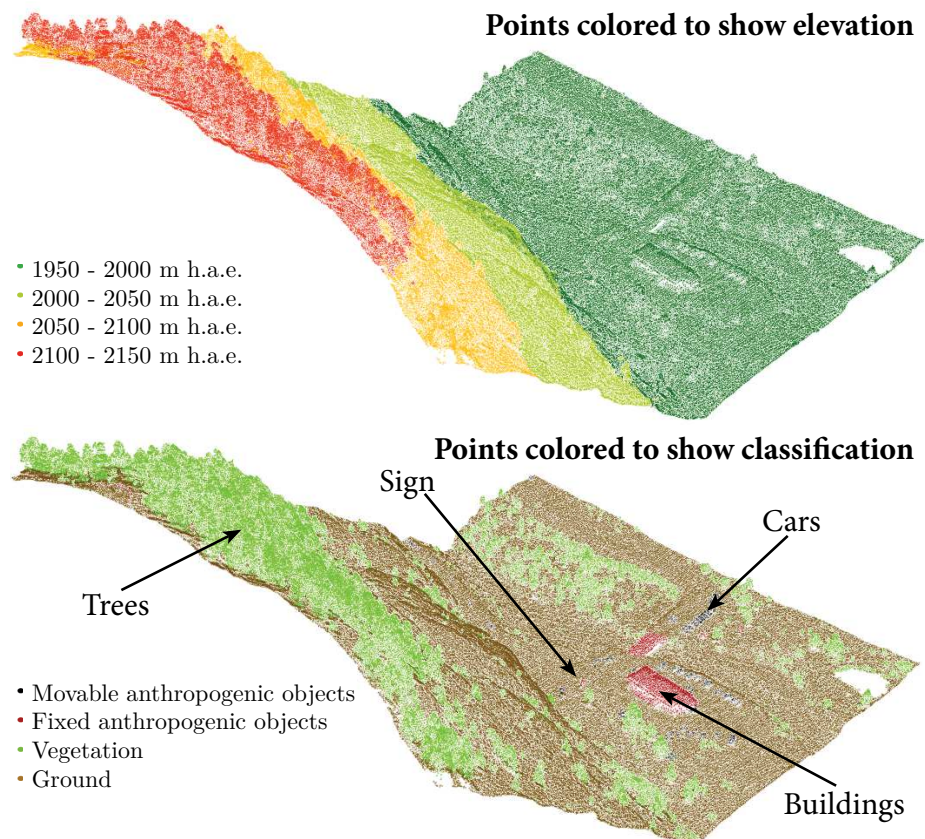 Points colored to show elevation
1950 - 2000 m h.a.e.
2000 - 2050 m h.a.e.
2050 - 2100 m h.a.e.
2100 - 2150 m h.a.e.
Points colored to show classification
Sign
Cars
Trees
Movable anthropogenic objects
Fixed anthropogenic objects
Vegetation
Ground
Buildings